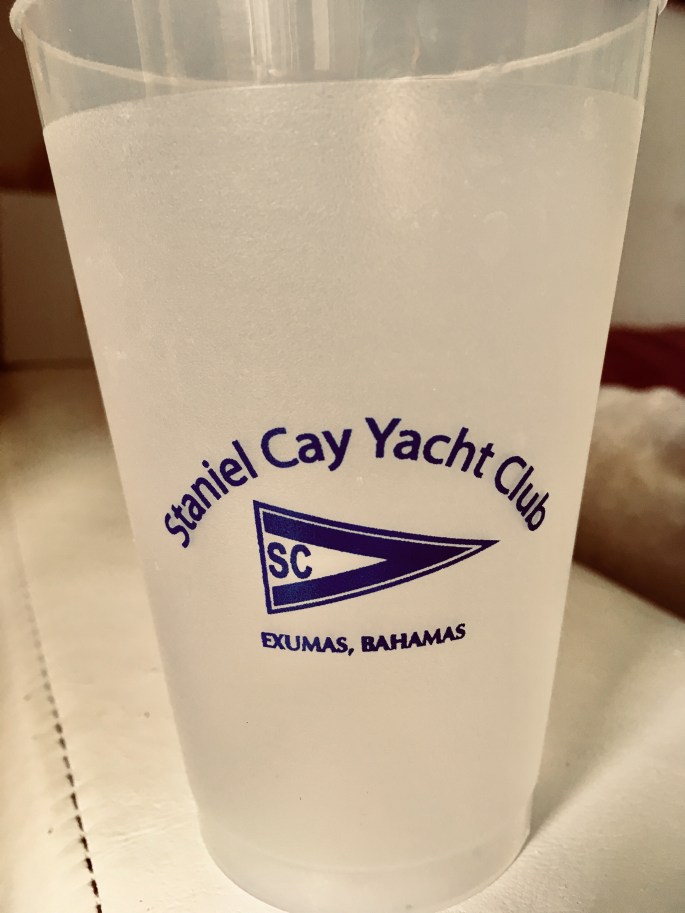 Staniel Cay Yacht Club
SC
EXUMAS, BAHAMAS